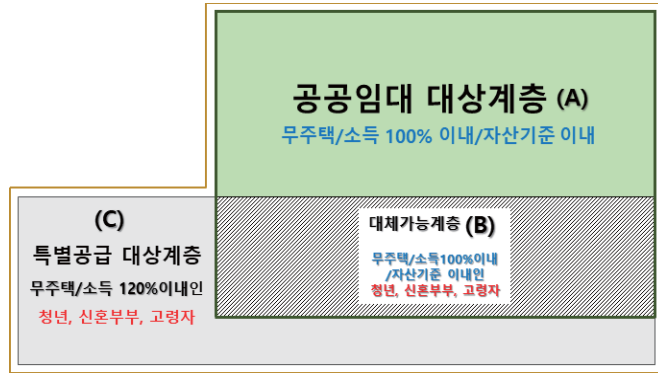 공공임대 대상계층 (A)
무주택/소득 100% 이내/자산기준 이내
(C)
특별공급 대상계층
무주택/소득 120%이내인
청년, 신혼부부, 고령자
대체가능계층 (B)
무주택/소득100%이내
/자산기준 이내인
청년, 신혼부부, 고령자